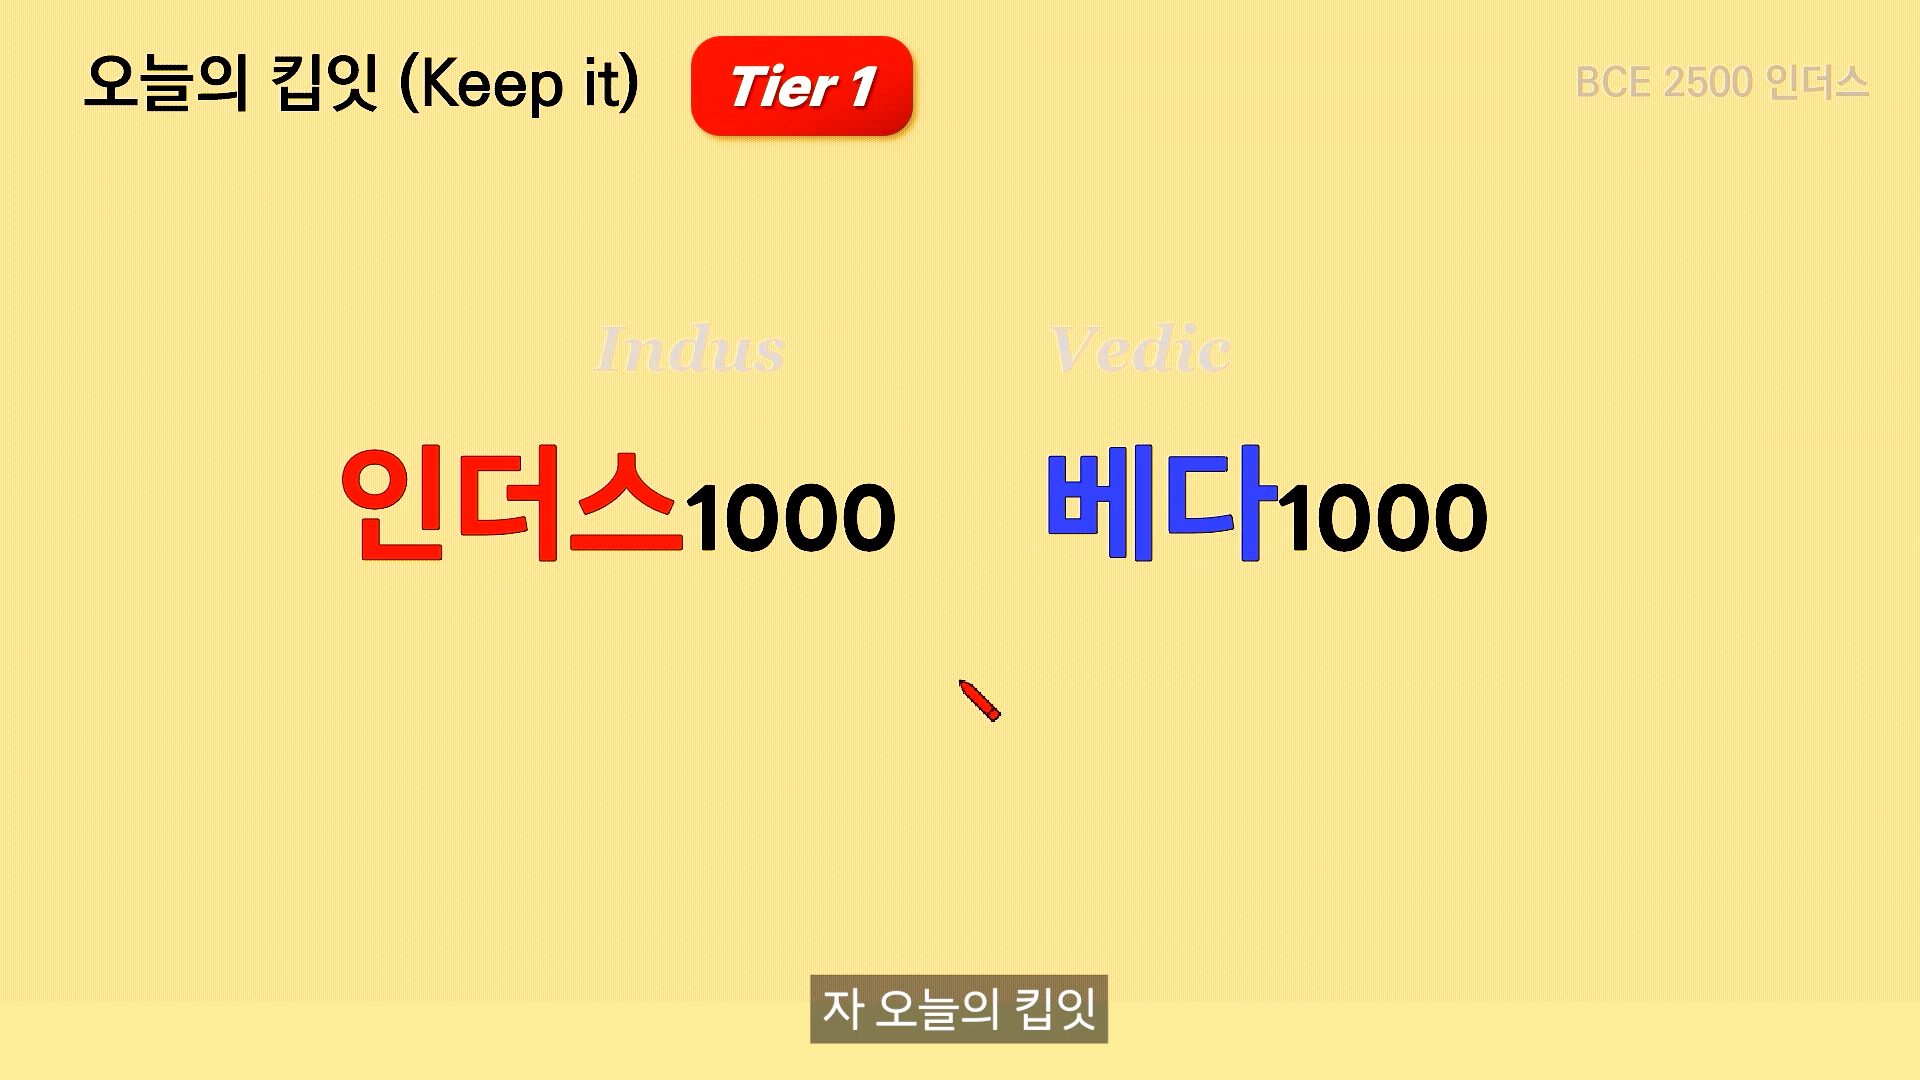 오늘의 킵잇 (Keep it) Tier 1
BCE 2500 인더스
Indus Vedic
인더스1000 베다1000
자 오늘의 킵잇